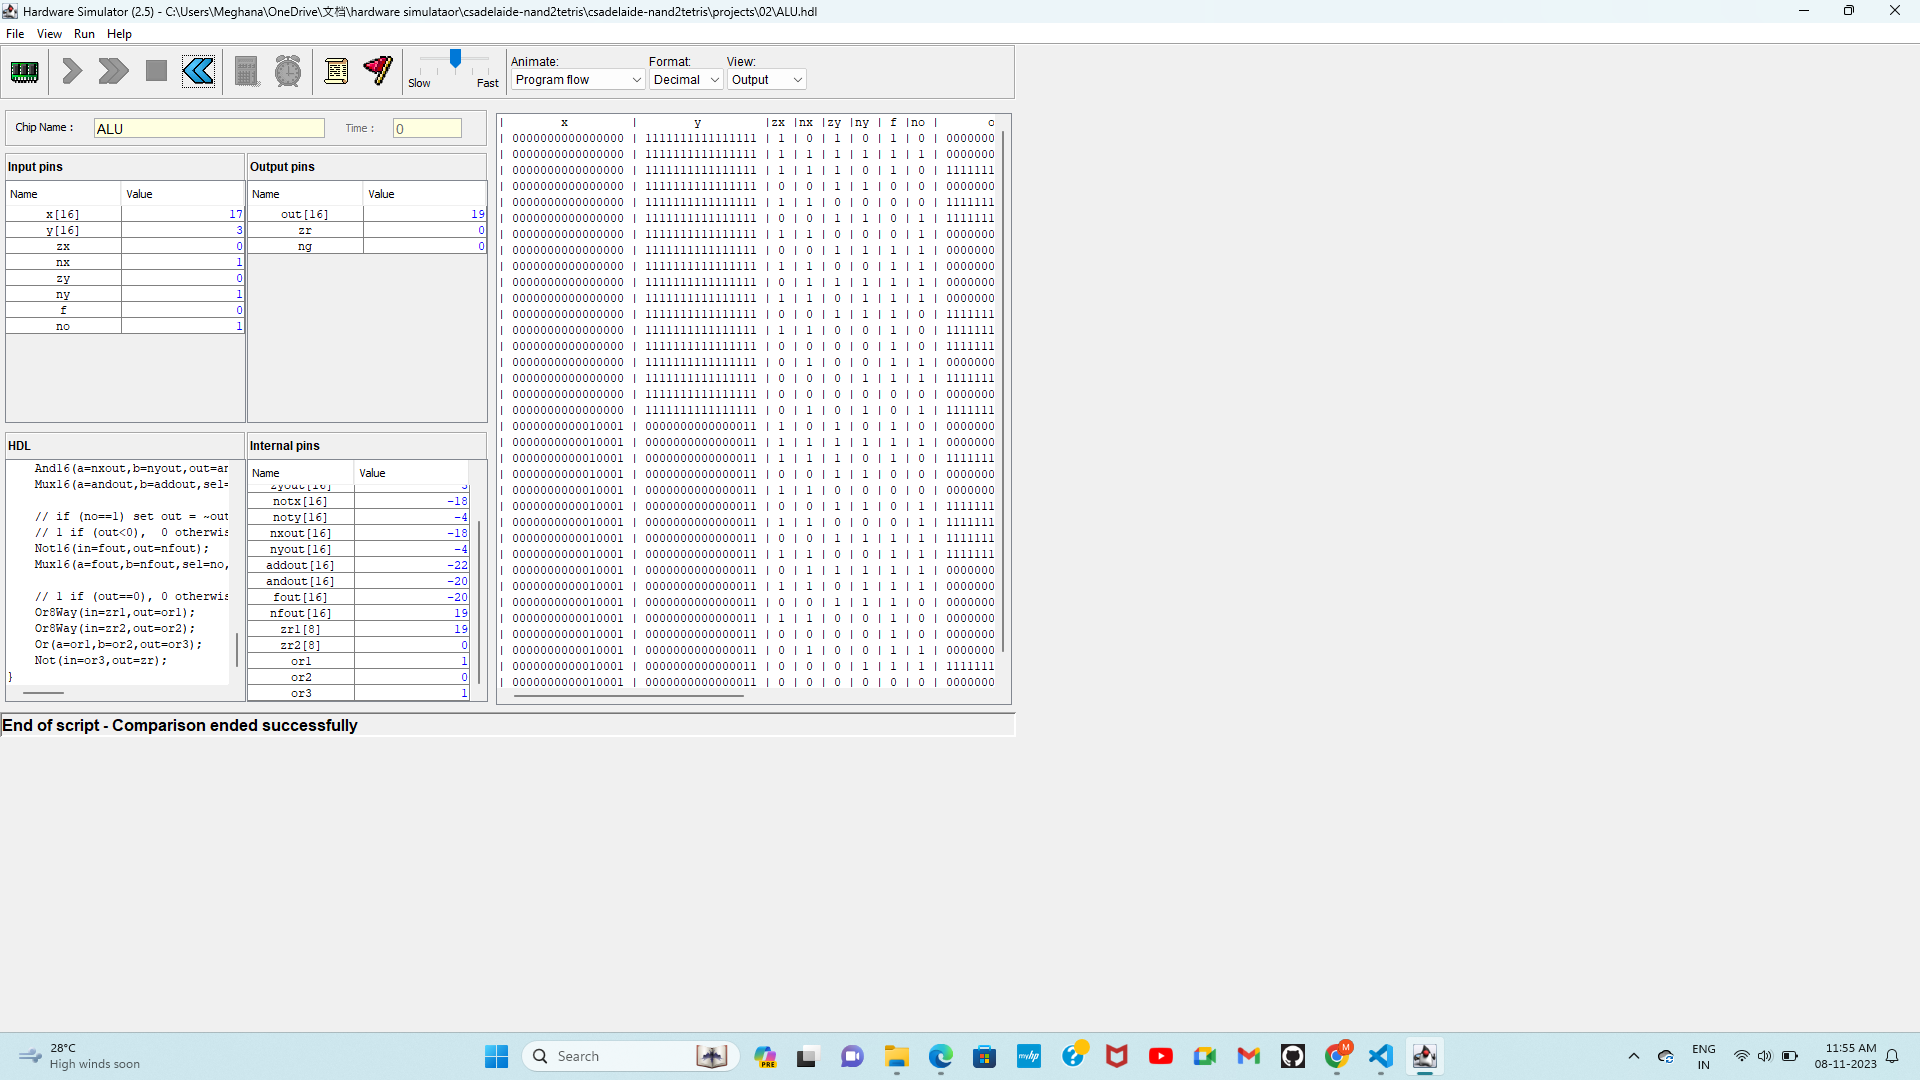 Hardware Simulator (2.5) - C:\Users\Meghana\OneDrive\文档\hardware simulataor\csadelaide-nand2tetris\csadelaide-nand2tetris\projects\02\ALU.hdl
File View Run Help
Slow Fast
Animate: Format: View:
Program flow Decimal Output
Chip Name : ALU Time : 0
Input pins
Name Value
x[16] 17
y[16] 3
zx 0
nx 1
zy 0
ny 1
f 0
no 1
Output pins
Name Value
out[16] 19
zr 0
ng 0
HDL
And16(a=nxout,b=nyout,out=an
Mux16(a=andout,b=addout,sel=
// if (no==1) set out = ~out
// 1 if (out<0), 0 otherwis
Not16(in=fout,out=nfout);
Mux16(a=fout,b=nfout,sel=no,
// 1 if (out==0), 0 otherwis
Or8Way(in=zr1,out=or1);
Or8Way(in=zr2,out=or2);
Or(a=or1,b=or2,out=or3);
Not(in=or3,out=zr);
}
Internal pins
Name Value
zyout[16] 3
notx[16] -18
noty[16] -4
nxout[16] -18
nyout[16] -4
addout[16] -22
andout[16] -20
fout[16] -20
nfout[16] 19
zr1[8] 19
zr2[8] 0
or1 1
or2 0
or3 1
| x | y |zx |nx |zy |ny | f |no | o
| 0000000000000000 | 1111111111111111 | 1 | 0 | 1 | 0 | 1 | 0 | 0000000
| 0000000000000000 | 1111111111111111 | 1 | 1 | 1 | 1 | 1 | 1 | 0000000
| 0000000000000000 | 1111111111111111 | 1 | 1 | 1 | 0 | 1 | 0 | 1111111
| 0000000000000000 | 1111111111111111 | 0 | 0 | 1 | 1 | 0 | 0 | 0000000
| 0000000000000000 | 1111111111111111 | 1 | 1 | 0 | 0 | 0 | 0 | 1111111
| 0000000000000000 | 1111111111111111 | 0 | 0 | 1 | 1 | 0 | 1 | 1111111
| 0000000000000000 | 1111111111111111 | 1 | 1 | 0 | 0 | 0 | 1 | 0000000
| 0000000000000000 | 1111111111111111 | 0 | 0 | 1 | 1 | 1 | 1 | 0000000
| 0000000000000000 | 1111111111111111 | 1 | 1 | 0 | 0 | 1 | 1 | 0000000
| 0000000000000000 | 1111111111111111 | 0 | 1 | 1 | 1 | 1 | 1 | 0000000
| 0000000000000000 | 1111111111111111 | 1 | 1 | 0 | 1 | 1 | 1 | 0000000
| 0000000000000000 | 1111111111111111 | 0 | 0 | 1 | 1 | 1 | 0 | 1111111
| 0000000000000000 | 1111111111111111 | 1 | 1 | 0 | 0 | 1 | 0 | 1111111
| 0000000000000000 | 1111111111111111 | 0 | 0 | 0 | 0 | 1 | 0 | 1111111
| 0000000000000000 | 1111111111111111 | 0 | 1 | 0 | 0 | 1 | 1 | 0000000
| 0000000000000000 | 1111111111111111 | 0 | 0 | 0 | 1 | 1 | 1 | 1111111
| 0000000000000000 | 1111111111111111 | 0 | 0 | 0 | 0 | 0 | 0 | 0000000
| 0000000000000000 | 1111111111111111 | 0 | 1 | 0 | 1 | 0 | 1 | 1111111
| 0000000000010001 | 0000000000000011 | 1 | 0 | 1 | 0 | 1 | 0 | 0000000
| 0000000000010001 | 0000000000000011 | 1 | 1 | 1 | 1 | 1 | 1 | 0000000
| 0000000000010001 | 0000000000000011 | 1 | 1 | 1 | 0 | 1 | 0 | 1111111
| 0000000000010001 | 0000000000000011 | 0 | 0 | 1 | 1 | 0 | 0 | 0000000
| 0000000000010001 | 0000000000000011 | 1 | 1 | 0 | 0 | 0 | 0 | 0000000
| 0000000000010001 | 0000000000000011 | 0 | 0 | 1 | 1 | 0 | 1 | 1111111
| 0000000000010001 | 0000000000000011 | 1 | 1 | 0 | 0 | 0 | 1 | 1111111
| 0000000000010001 | 0000000000000011 | 0 | 0 | 1 | 1 | 1 | 1 | 1111111
| 0000000000010001 | 0000000000000011 | 1 | 1 | 0 | 0 | 1 | 1 | 1111111
| 0000000000010001 | 0000000000000011 | 0 | 1 | 1 | 1 | 1 | 1 | 0000000
| 0000000000010001 | 0000000000000011 | 1 | 1 | 0 | 1 | 1 | 1 | 0000000
| 0000000000010001 | 0000000000000011 | 0 | 0 | 1 | 1 | 1 | 0 | 0000000
| 0000000000010001 | 0000000000000011 | 1 | 1 | 0 | 0 | 1 | 0 | 0000000
| 0000000000010001 | 0000000000000011 | 0 | 0 | 0 | 0 | 1 | 0 | 0000000
| 0000000000010001 | 0000000000000011 | 0 | 1 | 0 | 0 | 1 | 1 | 0000000
| 0000000000010001 | 0000000000000011 | 0 | 0 | 0 | 1 | 1 | 1 | 1111111
| 0000000000010001 | 0000000000000011 | 0 | 0 | 0 | 0 | 0 | 0 | 0000000
End of script - Comparison ended successfully
28°C
High winds soon
Search
PRE
myhp
M
ENG
IN
11:55 AM
08-11-2023